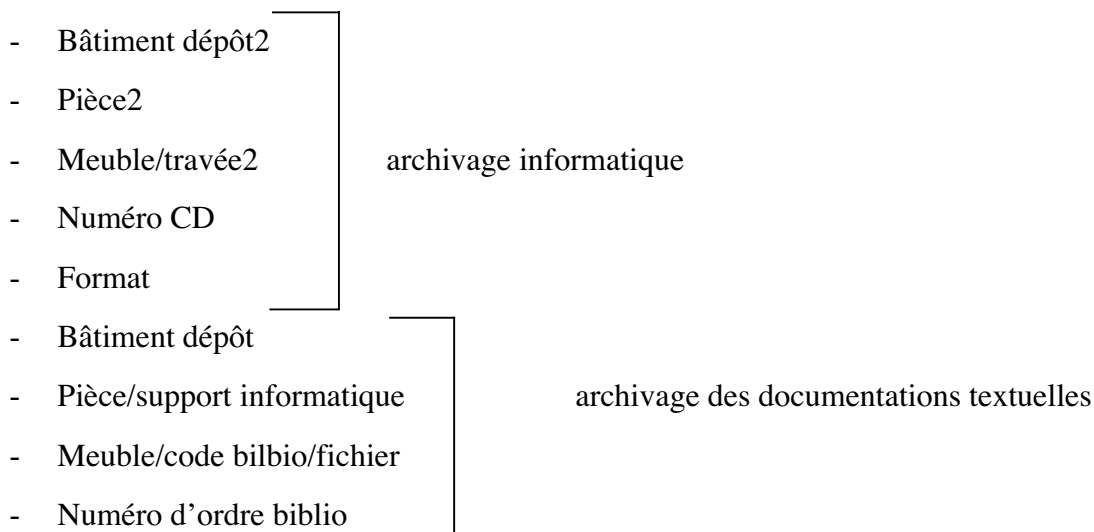 - Bâtiment dépôt2
- Pièce2
- Meuble/travée2 archivage informatique
- Numéro CD
- Format
- Bâtiment dépôt
- Pièce/support informatique archivage des documentations textuelles
- Meuble/code bilbio/fichier
- Numéro d'ordre biblio